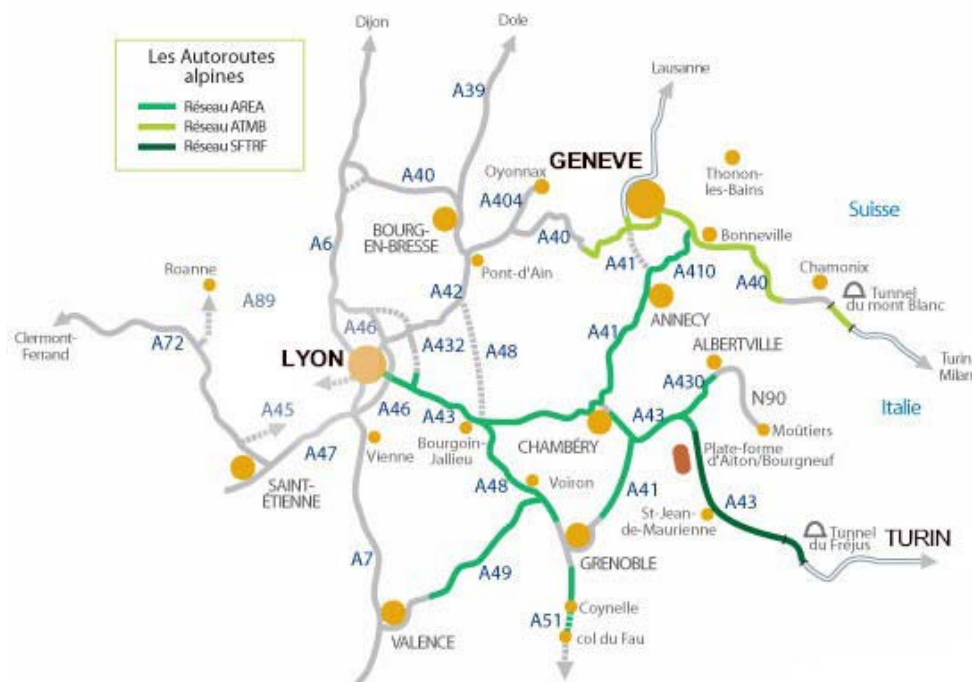 Dijon
Dole
Les Autoroutes
alpines
Réseau AREA
Réseau ATMB
Réseau SFTRF
A39
Lausanne
GENEVE
Thonon-
les-Bains
A40
Oyonnax
A404
BOURG-
EN-BRESSE
A6
A40
Suisse
Bonneville
Pont-d'Ain
A41
A410
Roanne
A89
A42
A40
Chamonix
Tunnel
du mont Blanc
Clermont-
Ferrand
A72
A46
A432
A48
A41
ANNECY
LYON
ALBERTVILLE
Turin
Milan
A430
N90
Italie
A45
A46
A43
A43
A47
Vienne
Bourgoin-
Jallieu
CHAMBÉRY
Moûtiers
Plate-forme
d'Aiton/Bourgneuf
SAINT-
ÉTIENNE
A48
Voiron
A41
A43
St-Jean-
de-Maurienne
Tunnel
du Fréjus
TURIN
A7
A49
GRENOBLE
A51
Coynelle
VALENCE
col du Fau